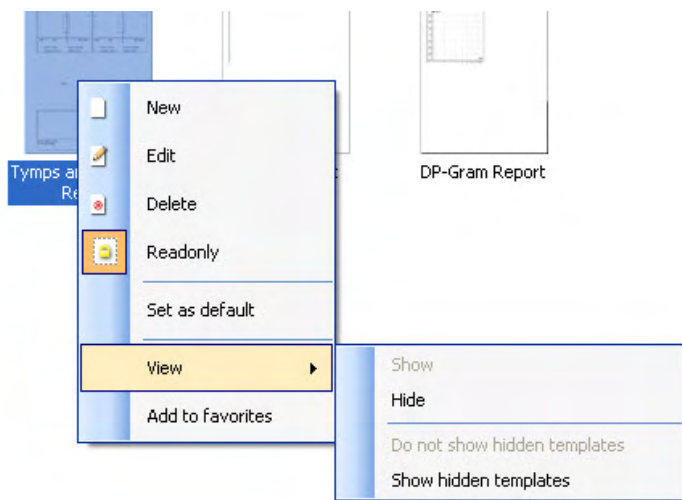 Tymps a
Re
DP-Gram Report
New
Edit
Delete
Readonly
Set as default
View
Add to favorites
Show
Hide
Do not show hidden templates
Show hidden templates